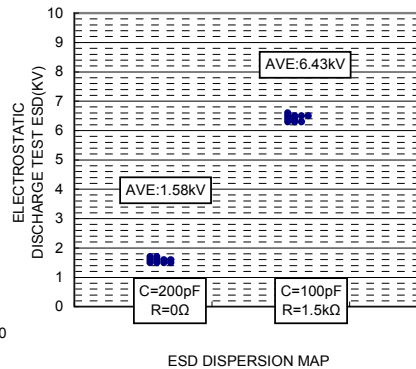 ELECTROSTATIC
DISCHARGE TEST ESD(KV)
10
9
8
7
6
5
4
3
2
1
0
AVE:6.43kV
AVE:1.58kV
C=200pF
R=0Ω
C=100pF
R=1.5kΩ
0
ESD DISPERSION MAP